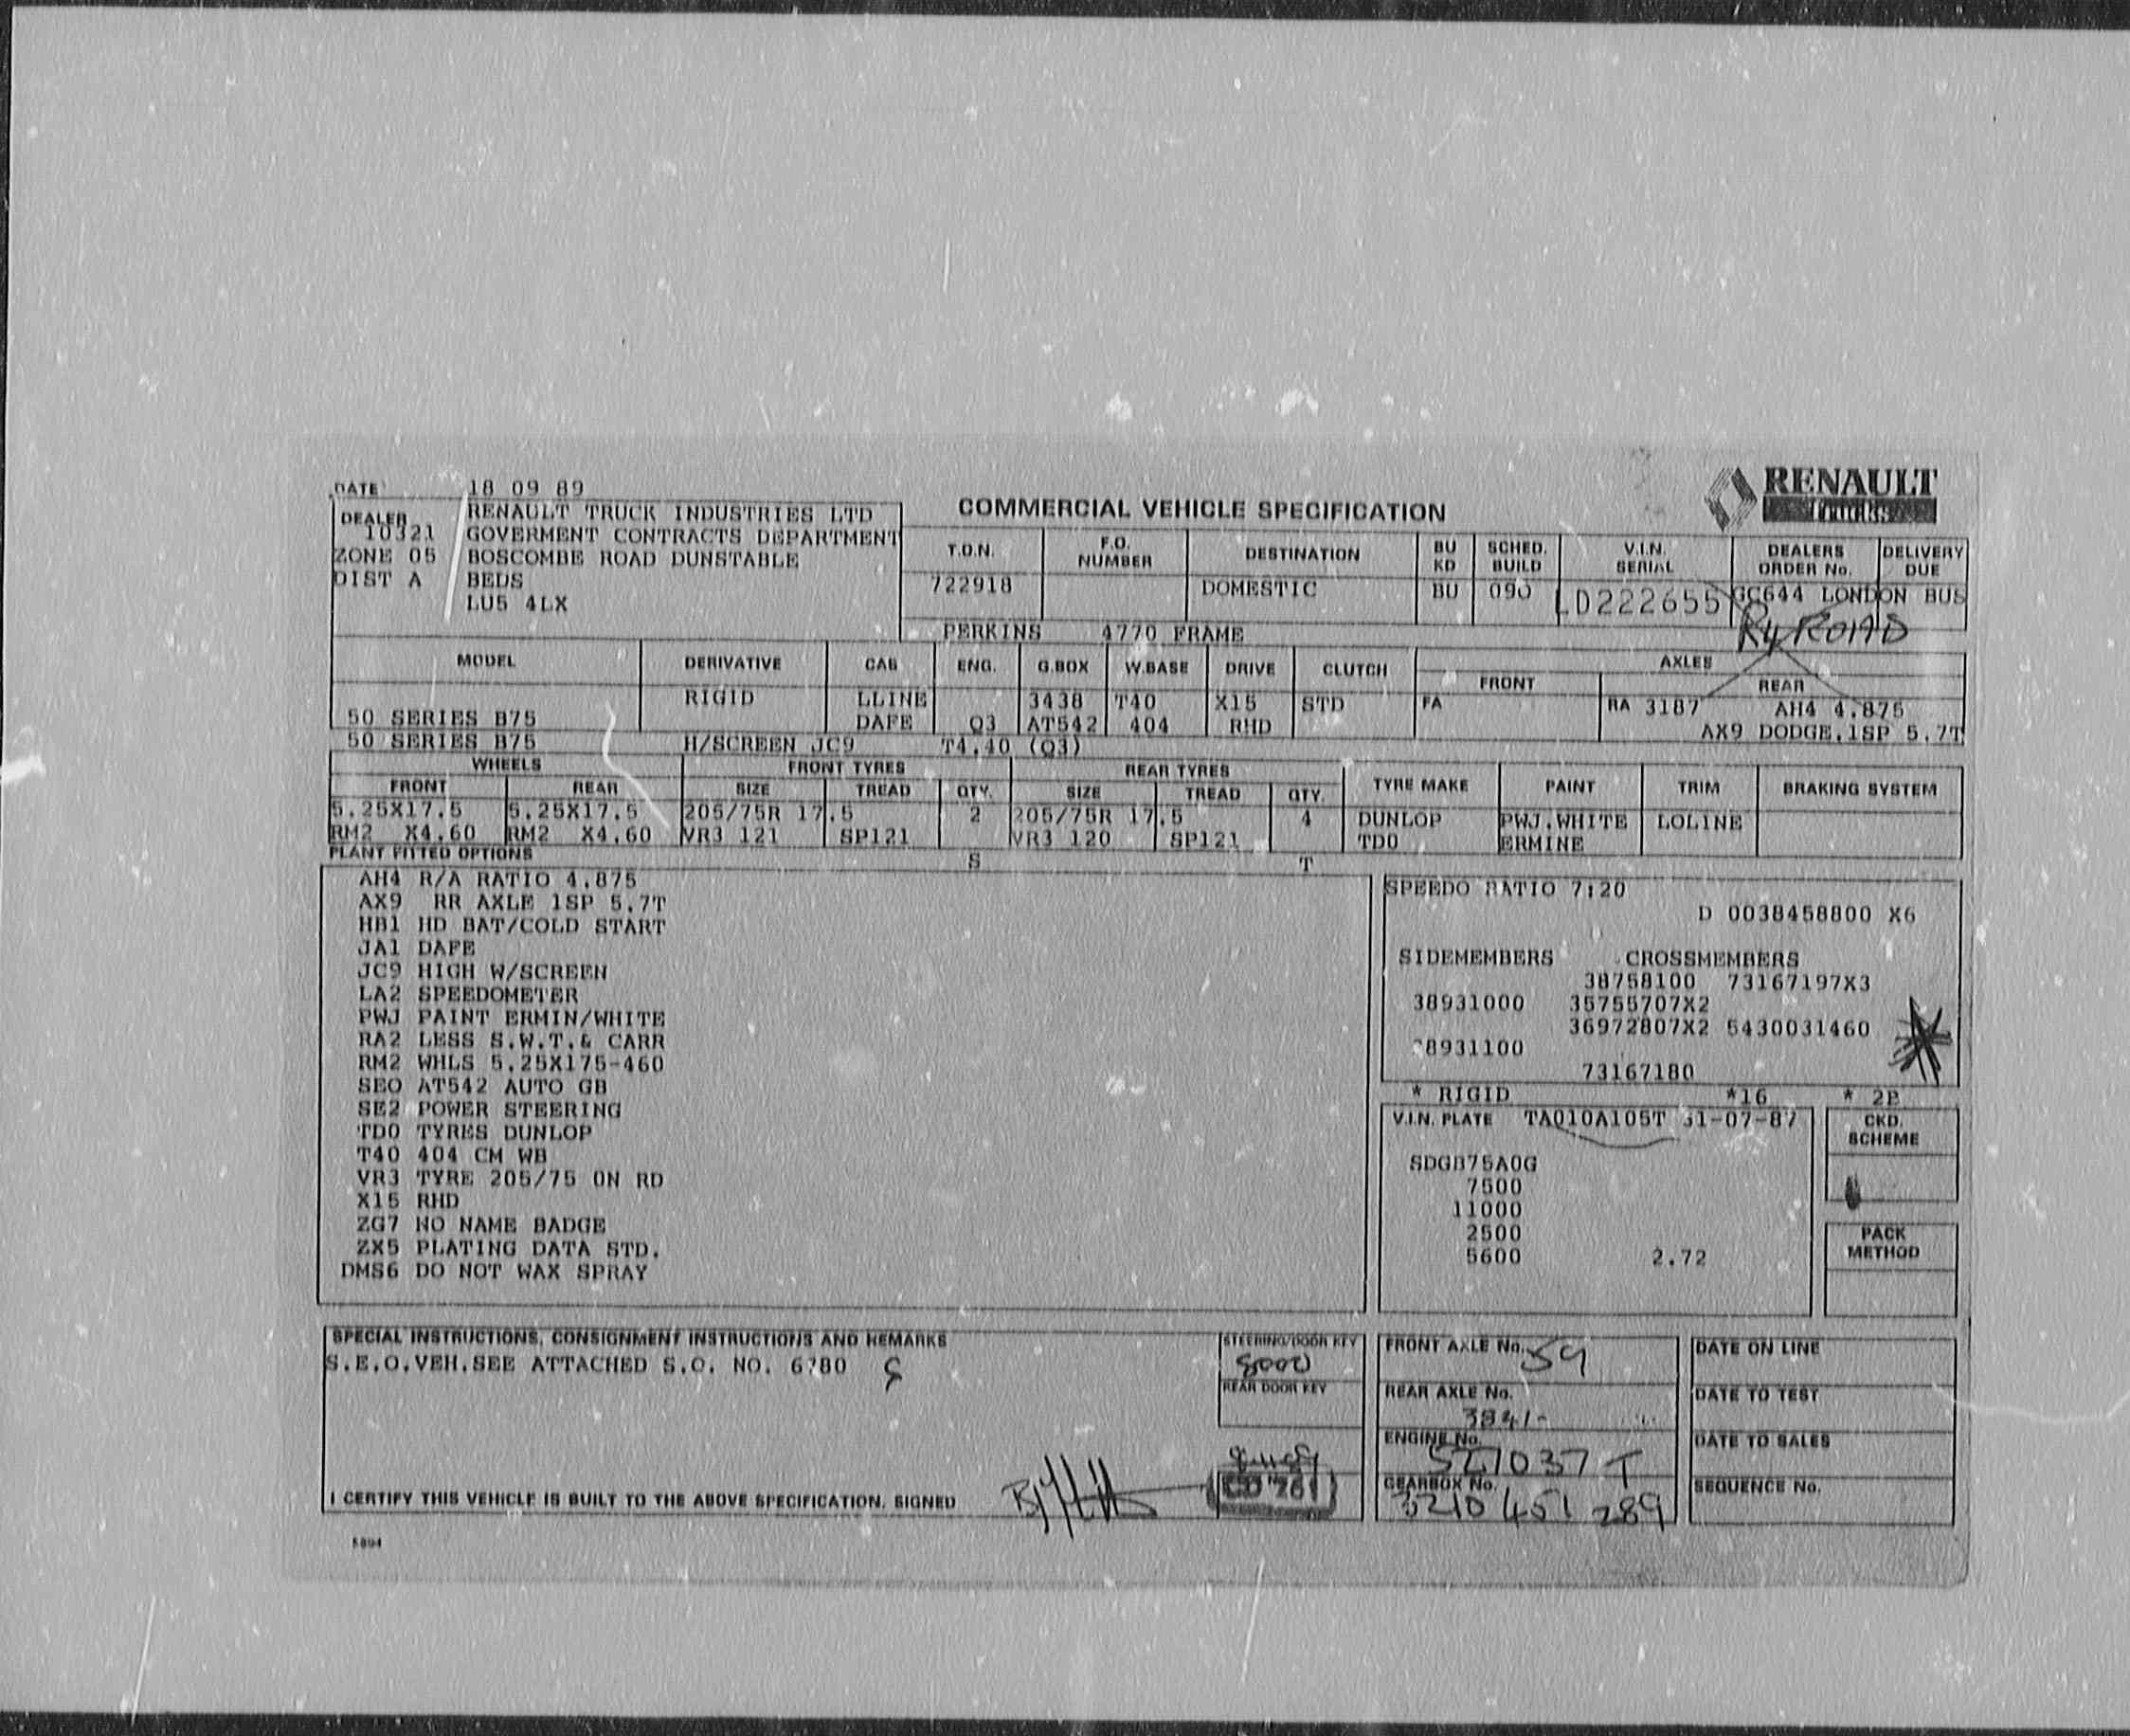 DATE 18 09 89
RENAULT Trucks
DEALER RENAULT TRUCK INDUSTRIES LTD
10321 GOVERMENT CONTRACTS DEPARTMENT
ZONE 05 BOSCOMBE ROAD DUNSTABLE
DIST A BEDS
LU5 4LX
COMMERCIAL VEHICLE SPECIFICATION
T.O.N. F.O. NUMBER DESTINATION BU KD SCHED. BUILD V.I.N. SERIAL DEALERS ORDER No. DELIVERY DUE
722918 DOMESTIC BU 090 LD222655 GC644 LONDON BUS
Ry ROAD
PERKINS 4770 FRAME
MODEL DERIVATIVE CAB ENG. G.BOX W.BASE DRIVE CLUTCH AXLES
FRONT REAR
RIGID LLINE 3438 T40 X15 STD FA RA 3187 AH4 4.875
50 SERIES B75 DAFE Q3 AT542 404 RHD AX9 DODGE.1SP 5.7T
50 SERIES B75 H/SCREEN JC9 T4.40 (Q3)
WHEELS FRONT TYRES REAR TYRES TYRE MAKE PAINT TRIM BRAKING SYSTEM
FRONT REAR SIZE TREAD QTY. SIZE TREAD QTY.
5.25X17.5 5.25X17.5 205/75R 17.5 2 205/75R 17.5 4 DUNLOP PWJ.WHITE LOLINE
RM2 X4.60 RM2 X4.60 VR3 121 SP121 VR3 120 SP121 TD0 ERMINE
PLANT FITTED OPTIONS S T
AH4 R/A RATIO 4.875
AX9 RR AXLE 1SP 5.7T
HB1 HD BAT/COLD START
JA1 DAFE
JC9 HIGH W/SCREEN
LA2 SPEEDOMETER
PWJ PAINT ERMIN/WHITE
RA2 LESS S.W.T.& CARR
RM2 WHLS 5.25X175-460
SE0 AT542 AUTO GB
SE2 POWER STEERING
TD0 TYRES DUNLOP
T40 404 CM WB
VR3 TYRE 205/75 ON RD
X15 RHD
ZG7 NO NAME BADGE
ZX5 PLATING DATA STD.
DMS6 DO NOT WAX SPRAY
SPEEDO RATIO 7:20
D 0038458800 X6
SIDEMEMBERS CROSSMEMBERS
38758100 73167197X3
38931000 35755707X2
36972807X2 5430031460
38931100
73167180
* RIGID *16 * 2B
V.I.N. PLATE TA010A105T 31-07-87
SDGB75A0G
7500
11000
2500
5600 2.72
CKD. SCHEME
PACK METHOD
SPECIAL INSTRUCTIONS, CONSIGNMENT INSTRUCTIONS AND REMARKS
S.E.O.VEH.SEE ATTACHED S.O. NO. 6780
I CERTIFY THIS VEHICLE IS BUILT TO THE ABOVE SPECIFICATION. SIGNED
STEERING/DOOR KEY
REAR DOOR KEY
CD 761
FRONT AXLE No. 59
REAR AXLE No.
3841
ENGINE No.
527037 T
GEARBOX No.
3210451289
DATE ON LINE
DATE TO TEST
DATE TO SALES
SEQUENCE No.